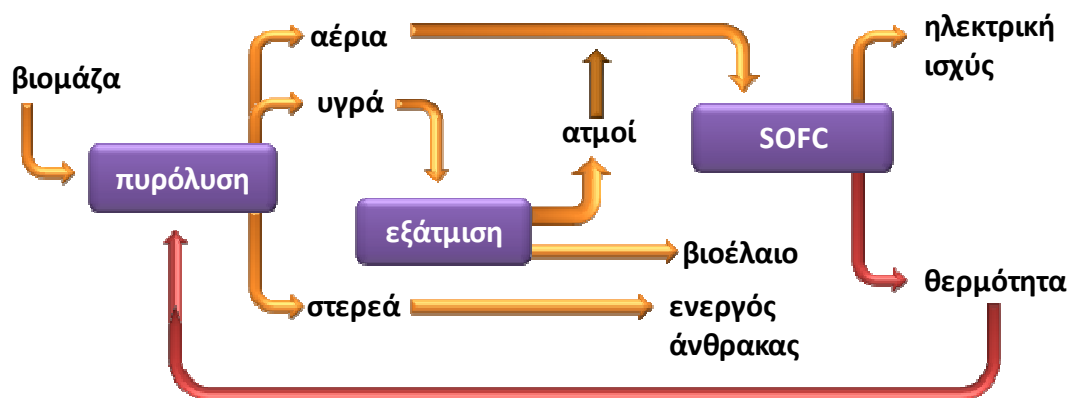 βιομάζα
πυρόλυση
αέρια
υγρά
εξάτμιση
ατμοί
SOFC
ηλεκτρική
ισχύς
βιοέλαιο
θερμότητα
στερεά
ενεργός
άνθρακας